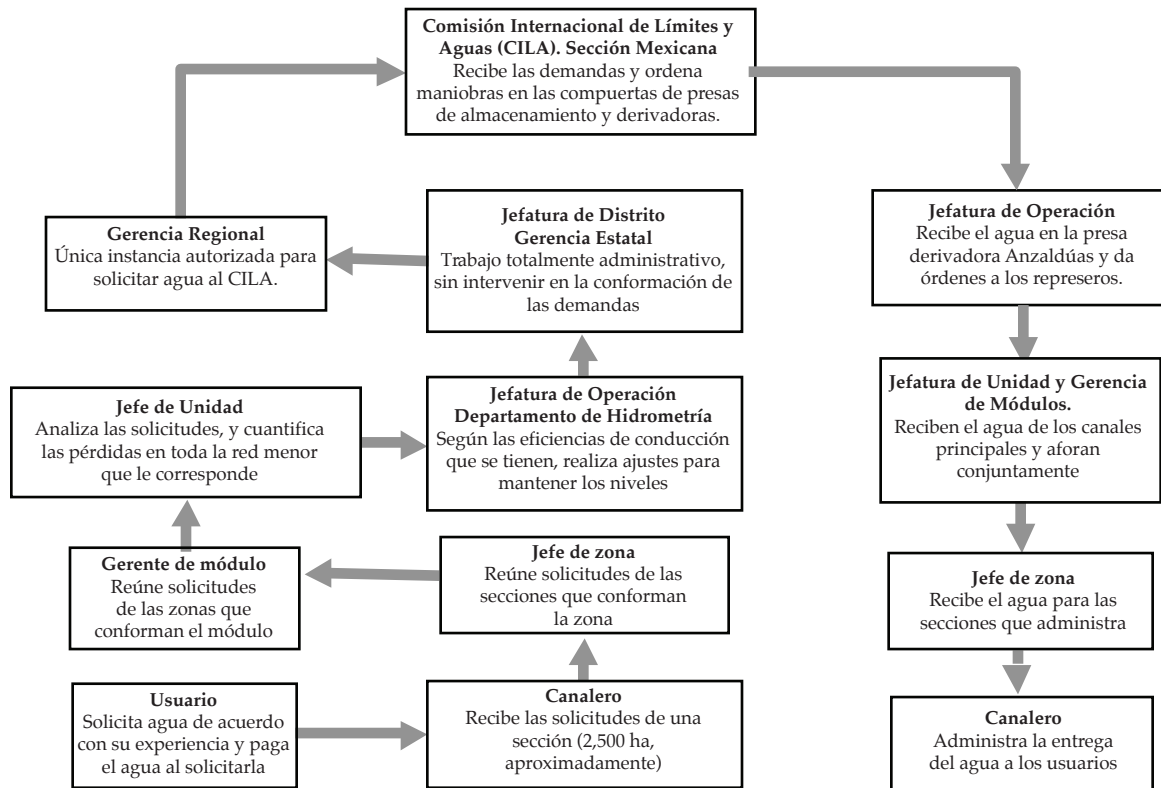 Comisión Internacional de Límites y
Aguas (CILA). Sección Mexicana
Recibe las demandas y ordena
maniobras en las compuertas de presas
de almacenamiento y derivadoras.
Gerencia Regional
Única instancia autorizada para
solicitar agua al CILA.
Jefatura de Distrito
Gerencia Estatal
Trabajo totalmente administrativo,
sin intervenir en la conformación de
las demandas
Jefatura de Operación
Recibe el agua en la presa
derivadora Anzaldúas y da
órdenes a los represeros.
Jefe de Unidad
Analiza las solicitudes, y cuantifica
las pérdidas en toda la red menor
que le corresponde
Jefatura de Operación
Departamento de Hidrometría
Según las eficiencias de conducción
que se tienen, realiza ajustes para
mantener los niveles
Jefatura de Unidad y Gerencia
de Módulos.
Reciben el agua de los canales
principales y aforan
conjuntamente
Gerente de módulo
Reúne solicitudes
de las zonas que
conforman el módulo
Jefe de zona
Reúne solicitudes de las
secciones que conforman
la zona
Jefe de zona
Recibe el agua para las
secciones que administra
Usuario
Solicita agua de acuerdo
con su experiencia y paga
el agua al solicitarla
Canalero
Recibe las solicitudes de una
sección (2,500 ha,
aproximadamente)
Canalero
Administra la entrega
del agua a los usuarios